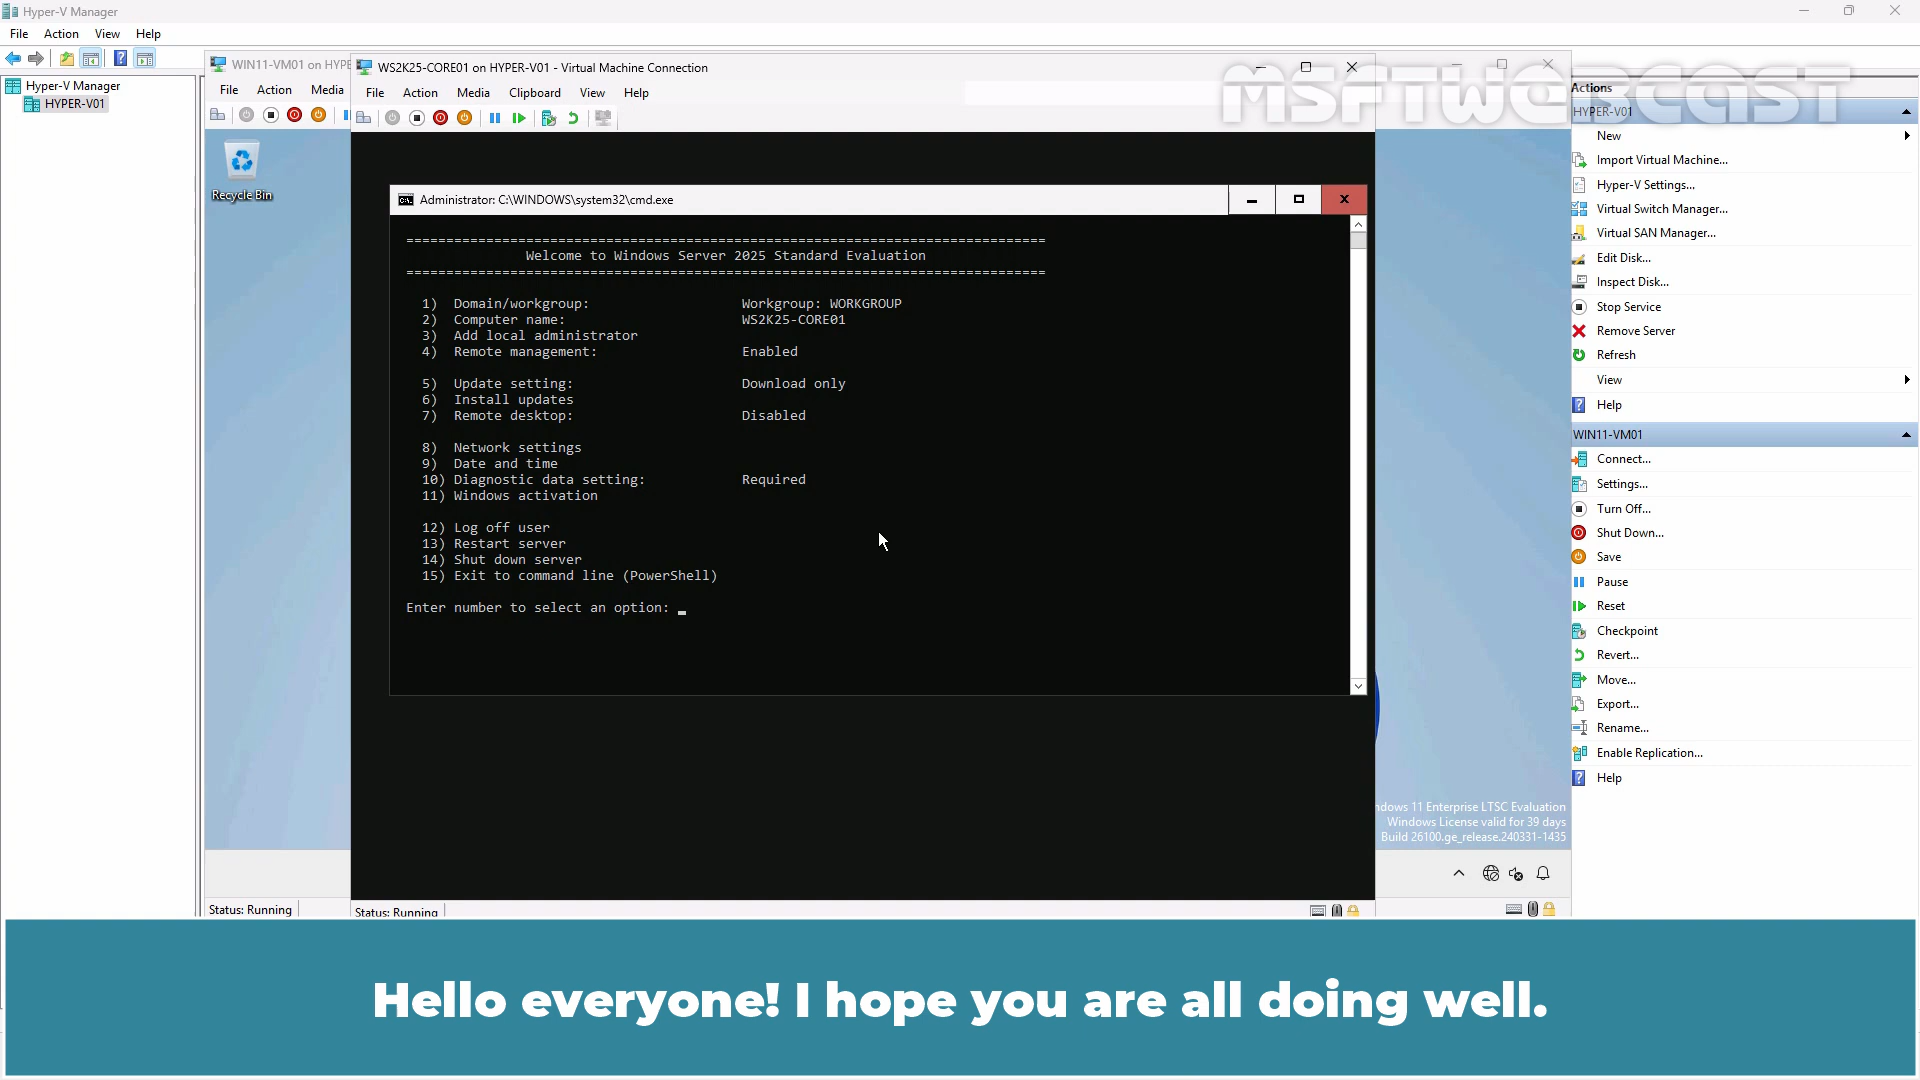 Hyper-V Manager
File Action View Help
Hyper-V Manager
HYPER-V01
WIN11-VM01 on HYPE
File Action Media
Recycle Bin
WS2K25-CORE01 on HYPER-V01 - Virtual Machine Connection
File Action Media Clipboard View Help
MSFTWEBCAST
Administrator: C:\WINDOWS\system32\cmd.exe
================================================================================
Welcome to Windows Server 2025 Standard Evaluation
================================================================================
1) Domain/workgroup: Workgroup: WORKGROUP
2) Computer name: WS2K25-CORE01
3) Add local administrator
4) Remote management: Enabled
5) Update setting: Download only
6) Install updates
7) Remote desktop: Disabled
8) Network settings
9) Date and time
10) Diagnostic data setting: Required
11) Windows activation
12) Log off user
13) Restart server
14) Shut down server
15) Exit to command line (PowerShell)
Enter number to select an option: _
ndows 11 Enterprise LTSC Evaluation
Windows License valid for 39 days
Build 26100.ge_release.240331-1435
Status: Running
Status: Running
Actions
HYPER-V01
New
Import Virtual Machine...
Hyper-V Settings...
Virtual Switch Manager...
Virtual SAN Manager...
Edit Disk...
Inspect Disk...
Stop Service
Remove Server
Refresh
View
Help
WIN11-VM01
Connect...
Settings...
Turn Off...
Shut Down...
Save
Pause
Reset
Checkpoint
Revert...
Move...
Export...
Rename...
Enable Replication...
Help
Hello everyone! I hope you are all doing well.